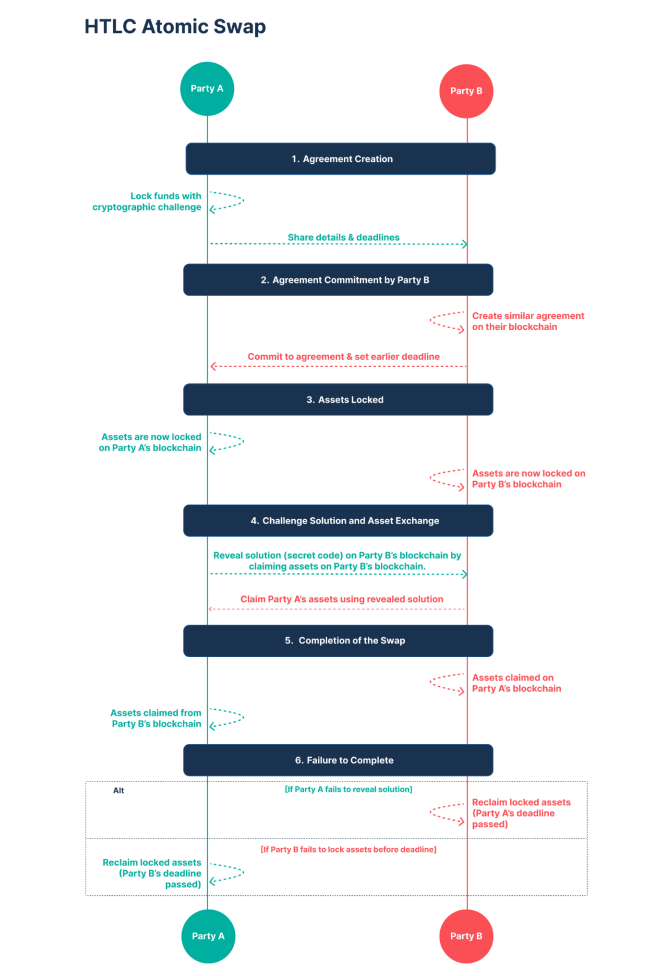 HTLC Atomic Swap
Party A
Party B
1. Agreement Creation
Lock funds with
cryptographic challenge
Share details & deadlines
2. Agreement Commitment by Party B
Create similar agreement
on their blockchain
Commit to agreement & set earlier deadline
3. Assets Locked
Assets are now locked
on Party A's blockchain
Assets are now locked on
Party B's blockchain
4. Challenge Solution and Asset Exchange
Reveal solution (secret code) on Party B's blockchain by
claiming assets on Party B's blockchain.
Claim Party A's assets using revealed solution
5. Completion of the Swap
Assets claimed on
Party A's blockchain
Assets claimed from
Party B's blockchain
6. Failure to Complete
Alt
[If Party A fails to reveal solution]
Reclaim locked assets
(Party A's deadline
passed)
[If Party B fails to lock assets before deadline]
Reclaim locked assets
(Party B's deadline
passed)
Party A
Party B